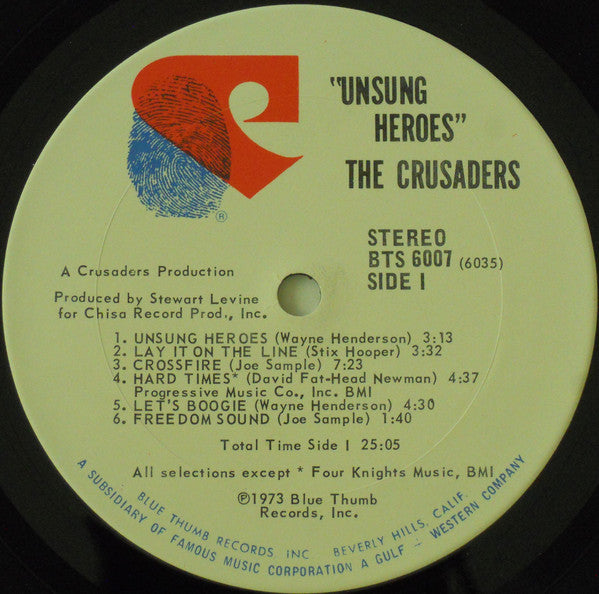 "UNSUNG
HEROES"
THE CRUSADERS
®
STEREO
BTS 6007 (6035)
SIDE I
A Crusaders Production
Produced by Stewart Levine
for Chisa Record Prod., Inc.
1. UNSUNG HEROES (Wayne Henderson) 3:13
2. LAY IT ON THE LINE (Stix Hooper) 3:32
3. CROSSFIRE (Joe Sample) 7:23
4. HARD TIMES* (David Fat-Head Newman) 4:37
Progressive Music Co., Inc. BMI
5. LET'S BOOGIE (Wayne Henderson) 4:30
6. FREEDOM SOUND (Joe Sample) 1:40
Total Time Side I 25:05
All selections except * Four Knights Music, BMI
℗1973 Blue Thumb
Records, Inc.
BLUE THUMB RECORDS INC BEVERLY HILLS, CALIF.
A SUBSIDIARY OF FAMOUS MUSIC CORPORATION A GULF + WESTERN COMPANY